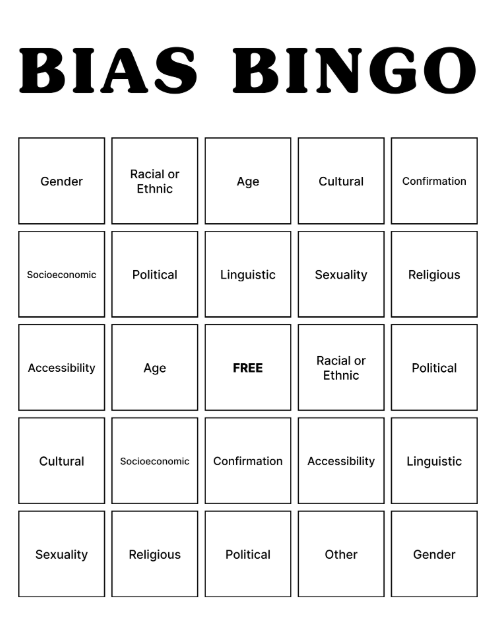 BIAS BINGO
Gender
Racial or
Ethnic
Age
Cultural
Confirmation
Socioeconomic
Political
Linguistic
Sexuality
Religious
Accessibility
Age
FREE
Racial or
Ethnic
Political
Cultural
Socioeconomic
Confirmation
Accessibility
Linguistic
Sexuality
Religious
Political
Other
Gender